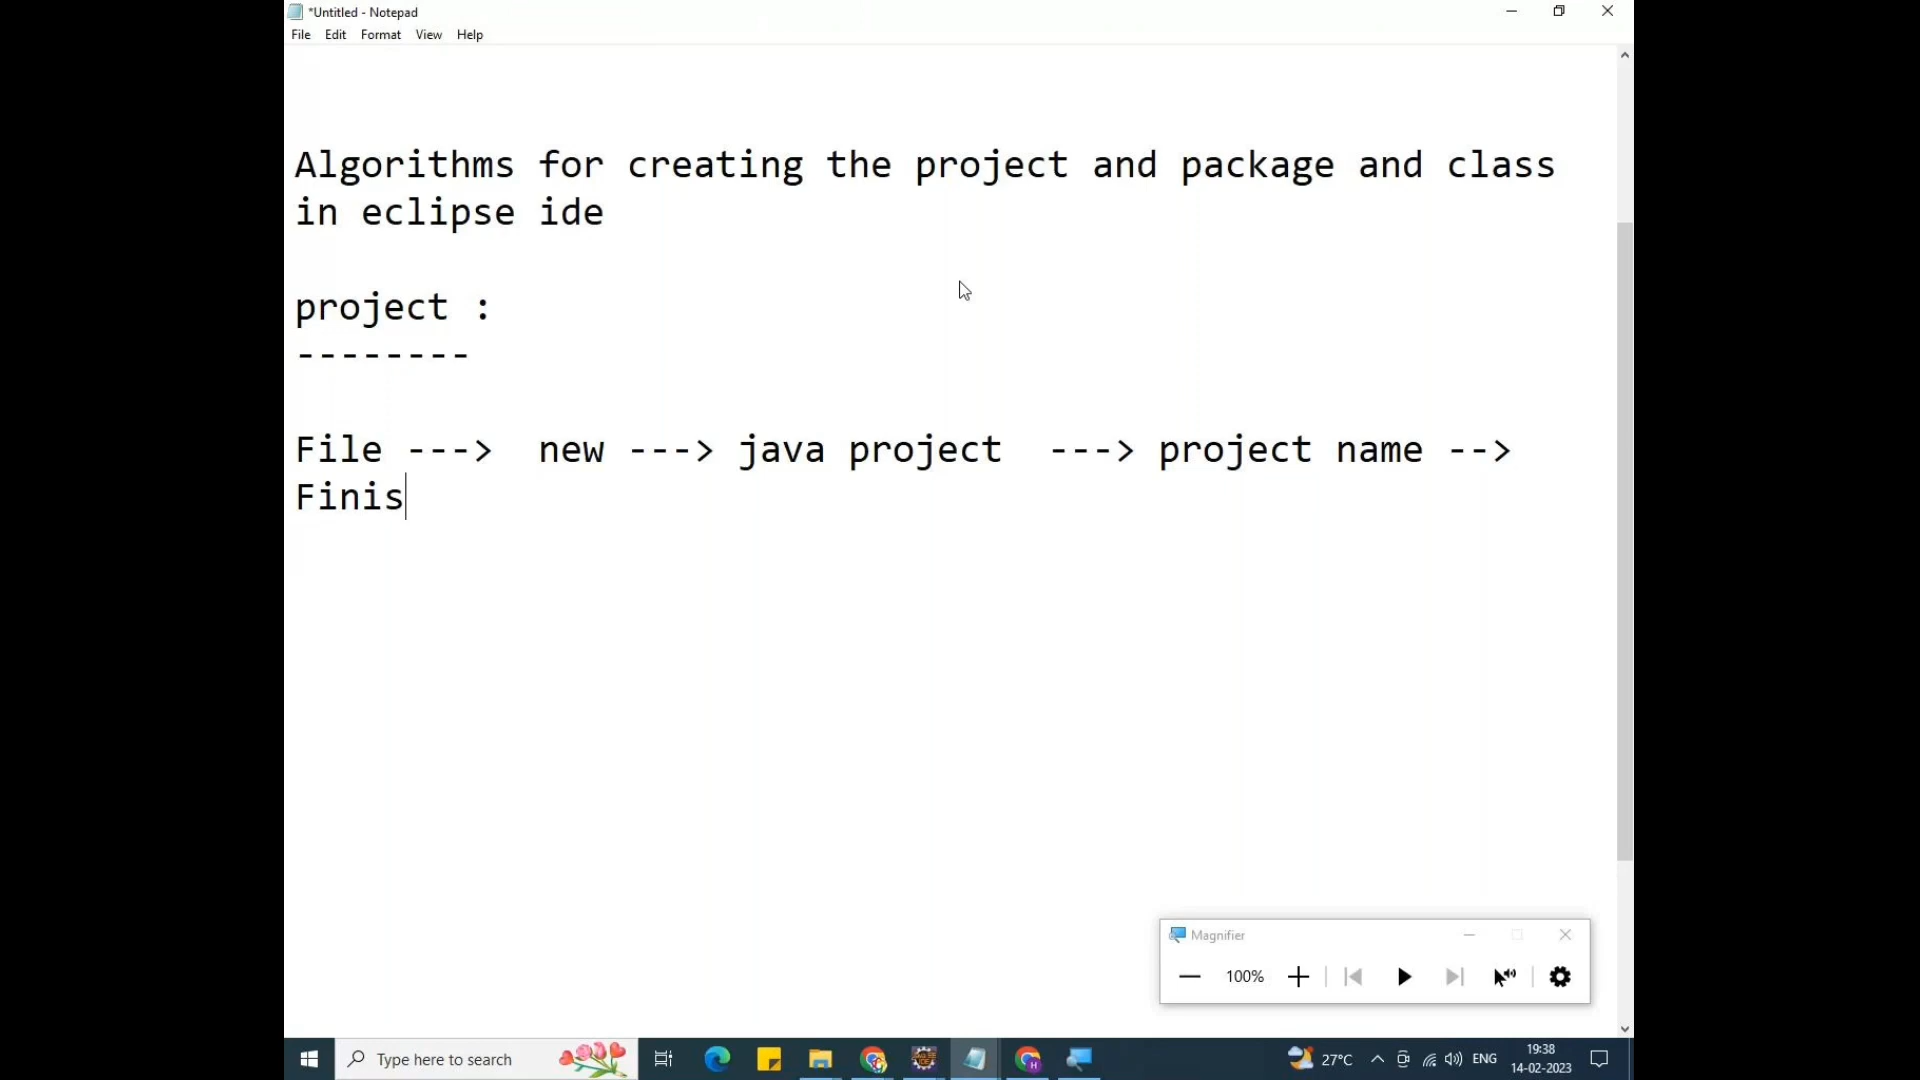 *Untitled - Notepad
File Edit Format View Help
Algorithms for creating the project and package and class
in eclipse ide
project :
--------
File --->  new ---> java project  ---> project name -->
Finis
Magnifier
100%
Type here to search
27°C
ENG
19:38
14-02-2023